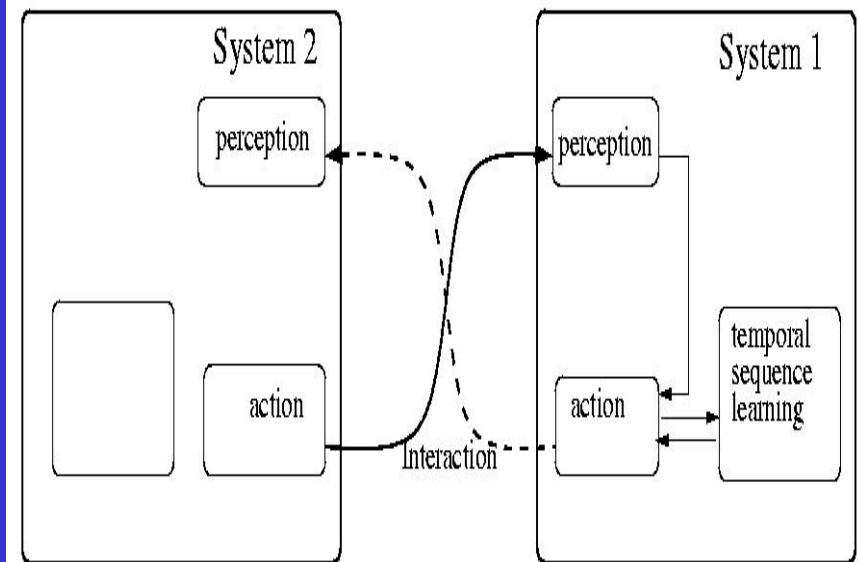 System 2
perception
action
Interaction
System 1
perception
action
temporal
sequence
learning